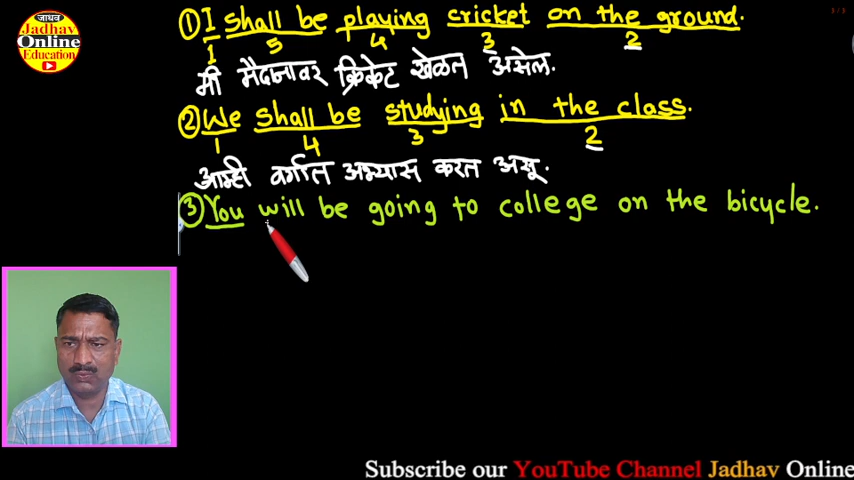 जाधव
Jadhav
Online
Education
① I shall be playing cricket on the ground.
1 5 4 3 2
मी मैदानावर क्रिकेट खेळत असेल.
② We shall be studying in the class.
1 4 3 2
आम्ही वर्गात अभ्यास करत असू.
③ You will be going to college on the bicycle.
Subscribe our YouTube Channel Jadhav Online